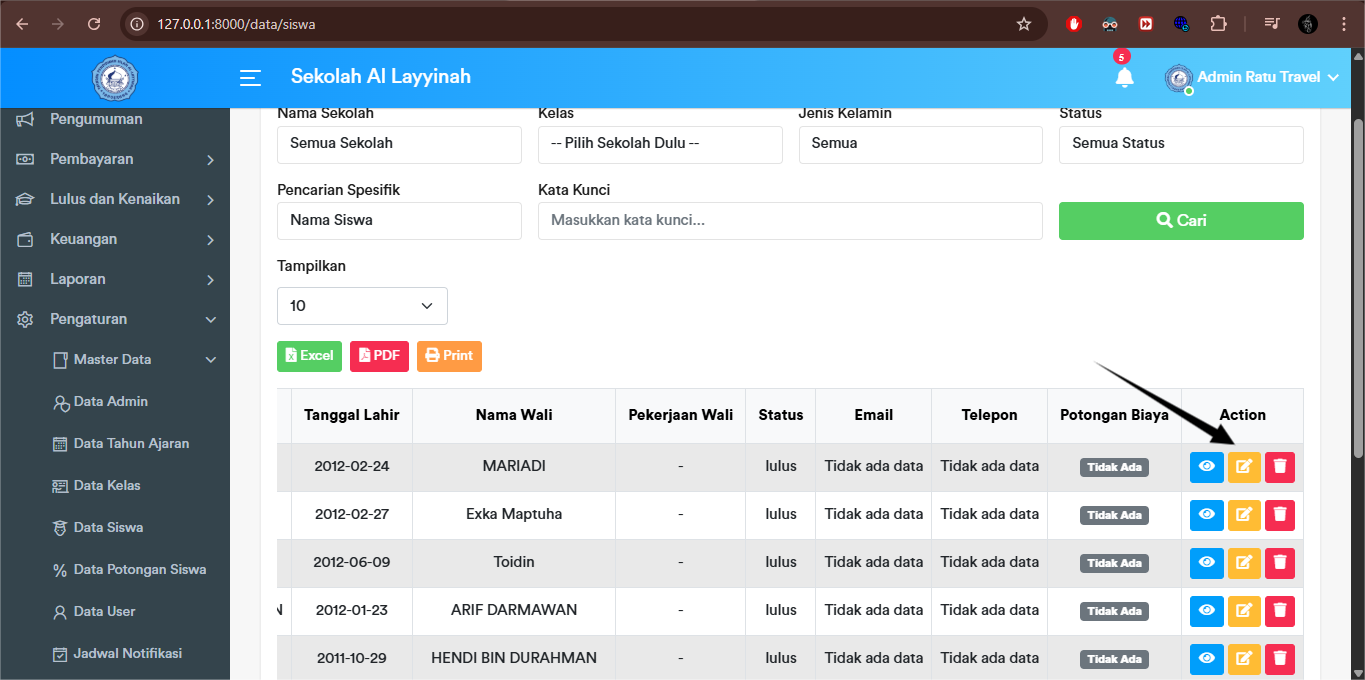 127.0.0.1:8000/data/siswa
Sekolah Al Layyinah
5
Admin Ratu Travel
Pengumuman
Pembayaran
Lulus dan Kenaikan
Keuangan
Laporan
Pengaturan
Master Data
Data Admin
Data Tahun Ajaran
Data Kelas
Data Siswa
Data Potongan Siswa
Data User
Jadwal Notifikasi
Nama Sekolah Kelas Jenis Kelamin Status
Semua Sekolah -- Pilih Sekolah Dulu -- Semua Semua Status
Pencarian Spesifik Kata Kunci
Nama Siswa Masukkan kata kunci... Cari
Tampilkan
10
Excel PDF Print
Tanggal Lahir Nama Wali Pekerjaan Wali Status Email Telepon Potongan Biaya Action
2012-02-24 MARIADI - lulus Tidak ada data Tidak ada data Tidak Ada
2012-02-27 Exka Maptuha - lulus Tidak ada data Tidak ada data Tidak Ada
2012-06-09 Toidin - lulus Tidak ada data Tidak ada data Tidak Ada
2012-01-23 ARIF DARMAWAN - lulus Tidak ada data Tidak ada data Tidak Ada
2011-10-29 HENDI BIN DURAHMAN - lulus Tidak ada data Tidak ada data Tidak Ada